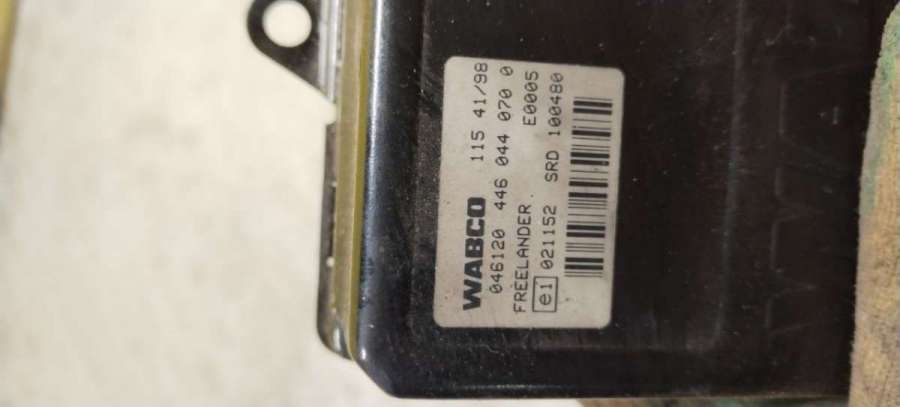 WABCO 115 41/98
046120 446 044 070 0
FREELANDER. E0005
e1 021152 SRD 100480